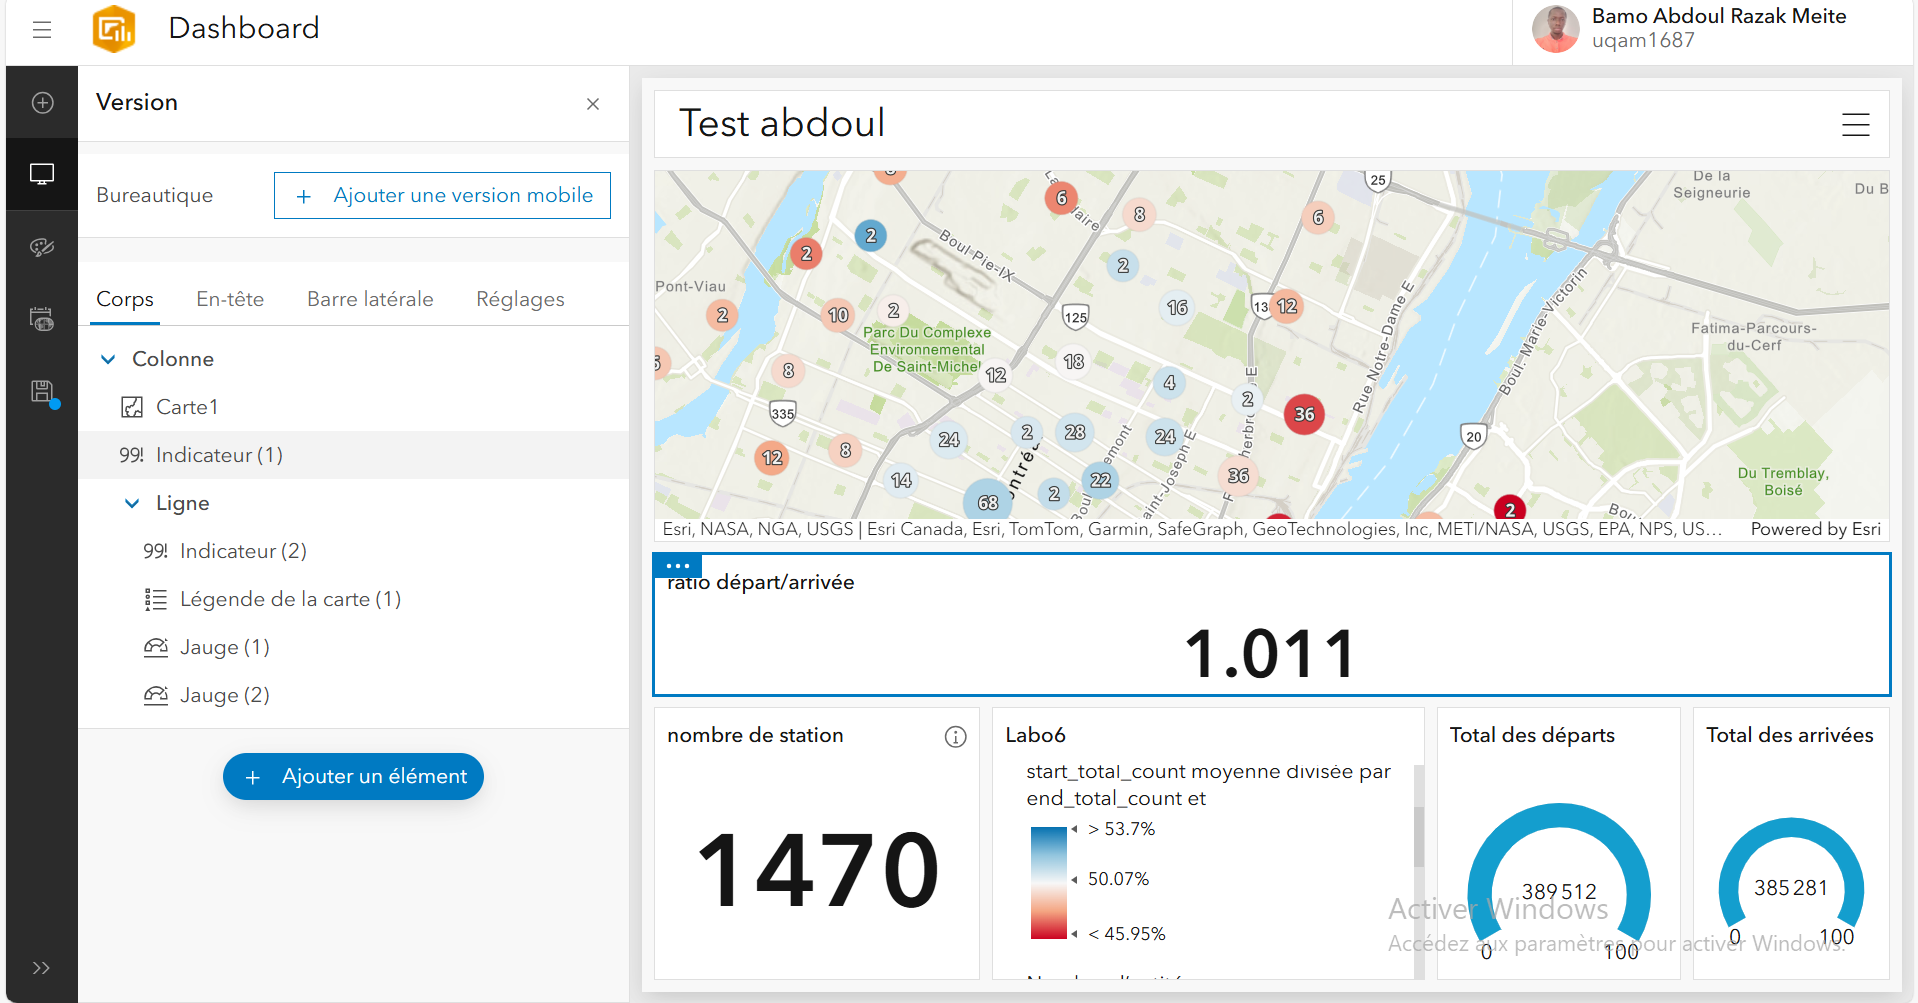 Dashboard
Bamo Abdoul Razak Meite
uqam1687
Version
Bureautique
+ Ajouter une version mobile
Corps
En-tête
Barre latérale
Réglages
Colonne
Carte1
99! Indicateur (1)
Ligne
99! Indicateur (2)
Légende de la carte (1)
Jauge (1)
Jauge (2)
+ Ajouter un élément
Test abdoul
25
De la
Seigneurie
Du B
6
8
6
2
2
Boul Pie-IX
2
Pont-Viau
2
10
2
125
16
13
12
Parc Du Complexe
Environnemental
De Saint-Michel
Rue Notre-Dame E
Boul. Marie-Victorin
Fatima-Parcours-
du-Cerf
8
12
18
4
2
E
335
36
20
24
2
28
24
12
8
14
68
2
22
36
Du Tremblay,
Boisé
2
Esri, NASA, NGA, USGS | Esri Canada, Esri, TomTom, Garmin, SafeGraph, GeoTechnologies, Inc, METI/NASA, USGS, EPA, NPS, US...
Powered by Esri
ratio départ/arrivée
1.011
nombre de station
1470
Labo6
start_total_count moyenne divisée par
end_total_count et
> 53.7%
50.07%
< 45.95%
Total des départs
389 512
0
100
Total des arrivées
385 281
0
100
Activer Windows
Accédez aux paramètres pour activer Windows.